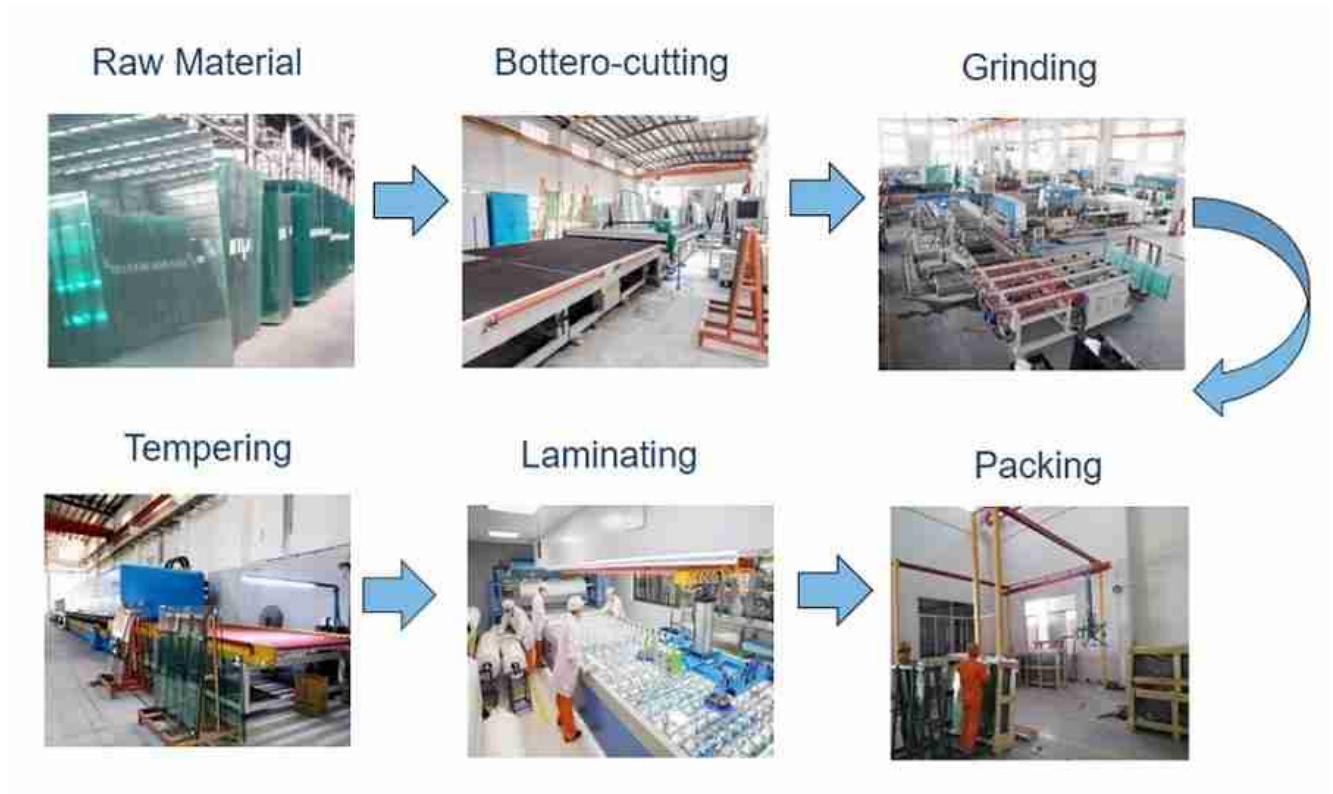 Raw Material
Bottero-cutting
Grinding
Tempering
Laminating
Packing